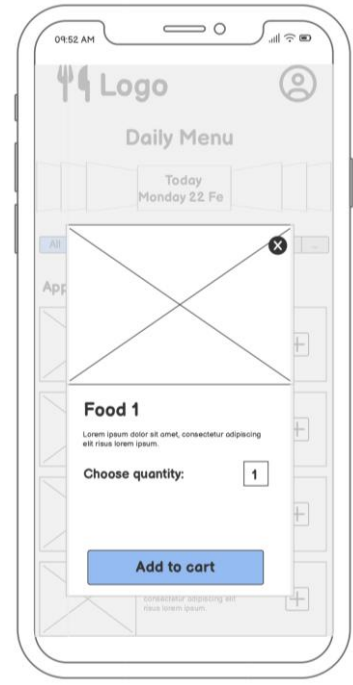 09:52 AM
Logo
Daily Menu
Today
Monday 22 Fe
All
...
App
Food 1
Lorem ipsum dolor sit amet, consectetur adipiscing
elit risus lorem ipsum.
Choose quantity:
1
Add to cart
consectetur adipiscing elit
risus lorem ipsum.